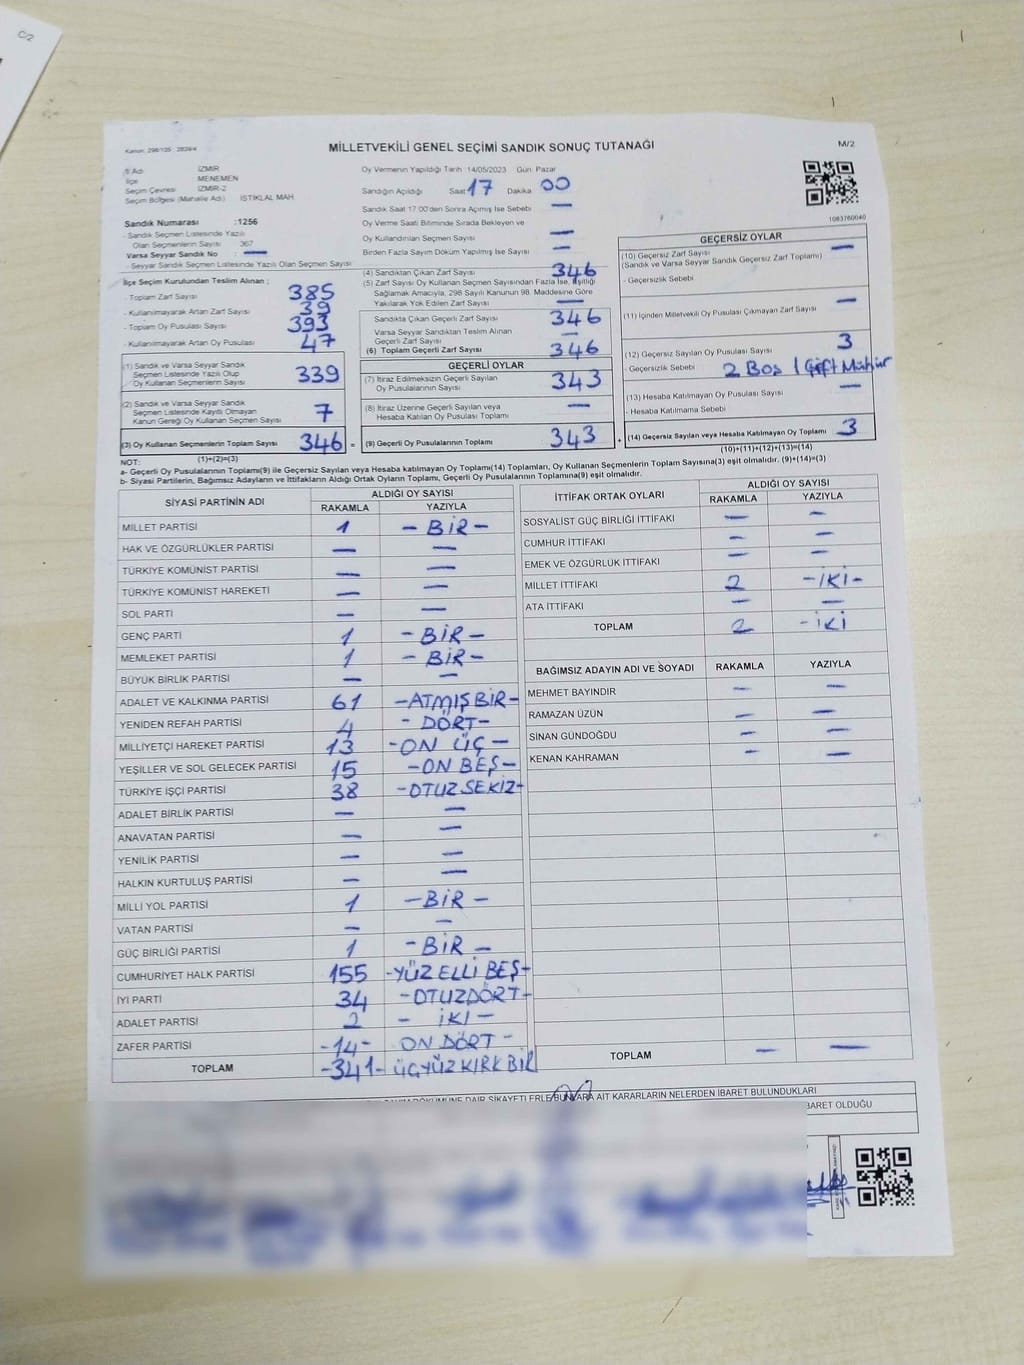 C/2
Kanun: 298/105 2839/4
MİLLETVEKİLİ GENEL SEÇİMİ SANDIK SONUÇ TUTANAĞI
M/2
İl Adı İZMİR
İlçe MENEMEN
Seçim Çevresi İZMİR-2
Seçim Bölgesi (Mahalle Adı) İSTİKLAL MAH
Sandık Numarası :1256
- Sandık Seçmen Listesinde Yazılı
Olan Seçmenlerin Sayısı 367
Varsa Seyyar Sandık No : —
- Seyyar Sandık Seçmen Listesinde Yazılı Olan Seçmen Sayısı
İlçe Seçim Kurulundan Teslim Alınan ;
- Toplam Zarf Sayısı 385
- Kullanılmayarak Artan Zarf Sayısı 39
- Toplam Oy Pusulası Sayısı 393
- Kullanılmayarak Artan Oy Pusulası 47
(1) Sandık ve Varsa Seyyar Sandık
Seçmen Listesinde Yazılı Olup
Oy Kullanan Seçmenlerin Sayısı 339
(2) Sandık ve Varsa Seyyar Sandık
Seçmen Listesinde Kayıtlı Olmayan
Kanun Gereği Oy Kullanan Seçmen Sayısı 7
(3) Oy Kullanan Seçmenlerin Toplam Sayısı 346 =
(1)+(2)=(3)
Oy Vermenin Yapıldığı Tarih 14/05/2023 Gün: Pazar
Sandığın Açıldığı Saat 17 Dakika 00
Sandık Saat 17:00'den Sonra Açılmış İse Sebebi —
Oy Verme Saati Bitiminde Sırada Bekleyen ve
Oy Kullandırılan Seçmen Sayısı —
Birden Fazla Sayım Döküm Yapılmış İse Sayısı —
(4) Sandıktan Çıkan Zarf Sayısı 346
(5) Zarf Sayısı Oy Kullanan Seçmen Sayısından Fazla İse, Eşitliği
Sağlamak Amacıyla, 298 Sayılı Kanunun 98. Maddesine Göre
Yakılarak Yok Edilen Zarf Sayısı —
Sandıkta Çıkan Geçerli Zarf Sayısı 346
Varsa Seyyar Sandıktan Teslim Alınan
Geçerli Zarf Sayısı —
(6) Toplam Geçerli Zarf Sayısı 346
GEÇERLİ OYLAR
(7) İtiraz Edilmeksizin Geçerli Sayılan
Oy Pusulalarının Sayısı 343
(8) İtiraz Üzerine Geçerli Sayılan veya
Hesaba Katılan Oy Pusulası Toplamı —
(9) Geçerli Oy Pusulalarının Toplamı 343 +
1083760040
GEÇERSİZ OYLAR
(10) Geçersiz Zarf Sayısı —
(Sandık ve Varsa Seyyar Sandık Geçersiz Zarf Toplamı)
- Geçersizlik Sebebi
(11) İçinden Milletvekili Oy Pusulası Çıkmayan Zarf Sayısı —
(12) Geçersiz Sayılan Oy Pusulası Sayısı 3
- Geçersizlik Sebebi 2 Boş 1 Çift Mühür
(13) Hesaba Katılmayan Oy Pusulası Sayısı —
- Hesaba Katılmama Sebebi
(14) Geçersiz Sayılan veya Hesaba Katılmayan Oy Toplamı 3
(10)+(11)+(12)+(13)=(14)
NOT:
a- Geçerli Oy Pusulalarının Toplamı(9) ile Geçersiz Sayılan veya Hesaba katılmayan Oy Toplamı(14) Toplamları, Oy Kullanan Seçmenlerin Toplam Sayısına(3) eşit olmalıdır. (9)+(14)=(3)
b- Siyasi Partilerin, Bağımsız Adayların ve İttifakların Aldığı Ortak Oyların Toplamı, Geçerli Oy Pusulalarının Toplamına(9) eşit olmalıdır.
SİYASİ PARTİNİN ADI ALDIĞI OY SAYISI
RAKAMLA YAZIYLA
MİLLET PARTİSİ 1 - BİR -
HAK VE ÖZGÜRLÜKLER PARTİSİ — —
TÜRKİYE KOMÜNİST PARTİSİ — —
TÜRKİYE KOMÜNİST HAREKETİ — —
SOL PARTİ — —
GENÇ PARTİ 1 - BİR -
MEMLEKET PARTİSİ 1 - BİR -
BÜYÜK BİRLİK PARTİSİ — —
ADALET VE KALKINMA PARTİSİ 61 -ATMIŞBİR-
YENİDEN REFAH PARTİSİ 4 - DÖRT-
MİLLİYETÇİ HAREKET PARTİSİ 13 -ON ÜÇ-
YEŞİLLER VE SOL GELECEK PARTİSİ 15 -ON BEŞ-
TÜRKİYE İŞÇİ PARTİSİ 38 -OTUZSEKİZ-
ADALET BİRLİK PARTİSİ — —
ANAVATAN PARTİSİ — —
YENİLİK PARTİSİ — —
HALKIN KURTULUŞ PARTİSİ — —
MİLLİ YOL PARTİSİ 1 -BİR -
VATAN PARTİSİ — —
GÜÇ BİRLİĞİ PARTİSİ 1 -BİR -
CUMHURİYET HALK PARTİSİ 155 -YÜZ ELLİ BEŞ-
İYİ PARTİ 34 -OTUZDÖRT-
ADALET PARTİSİ 2 - İKİ -
ZAFER PARTİSİ -14- ON DÖRT -
TOPLAM -341- ÜÇYÜZ KIRK BİR
İTTİFAK ORTAK OYLARI ALDIĞI OY SAYISI
RAKAMLA YAZIYLA
SOSYALİST GÜÇ BİRLİĞİ İTTİFAKI — —
CUMHUR İTTİFAKI — —
EMEK VE ÖZGÜRLÜK İTTİFAKI — —
MİLLET İTTİFAKI 2 -İKİ-
ATA İTTİFAKI — —
TOPLAM 2 -İKİ
BAĞIMSIZ ADAYIN ADI VE SOYADI RAKAMLA YAZIYLA
MEHMET BAYINDIR — —
RAMAZAN ÜZÜN — —
SİNAN GÜNDOĞDU — —
KENAN KAHRAMAN — —
TOPLAM — —
DÖKÜMÜNE DAİR ŞİKAYETLERLE BUNLARA AİT KARARLARIN NELERDEN İBARET BULUNDUKLARI
İBARET OLDUĞU